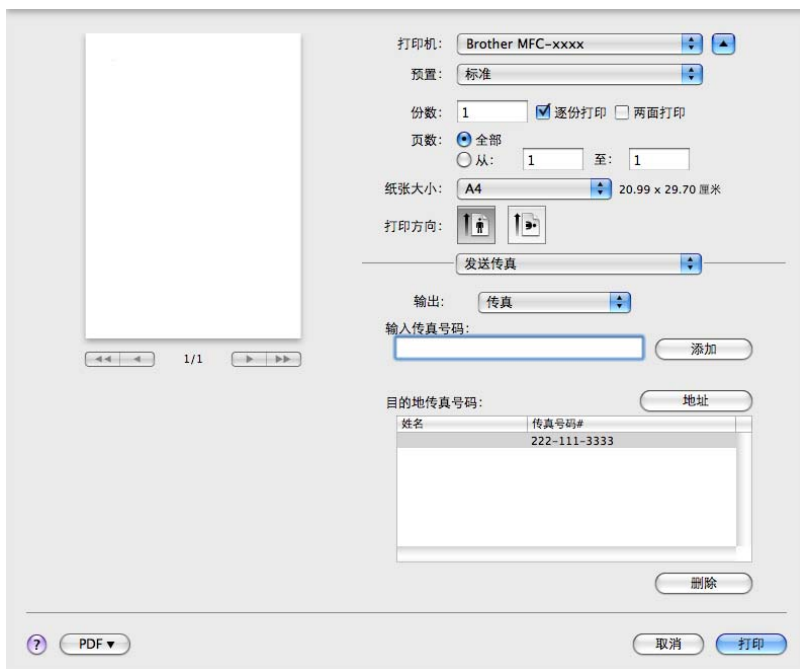 打印机: Brother MFC-xxxx
预置: 标准
份数: 1 逐份打印 两面打印
页数: 全部
从: 1 至: 1
纸张大小: A4 20.99 x 29.70 厘米
打印方向:
发送传真
输出: 传真
输入传真号码:
添加
1/1
目的地传真号码: 地址
姓名 传真号码#
222-111-3333
删除
? PDF▼ 取消 打印